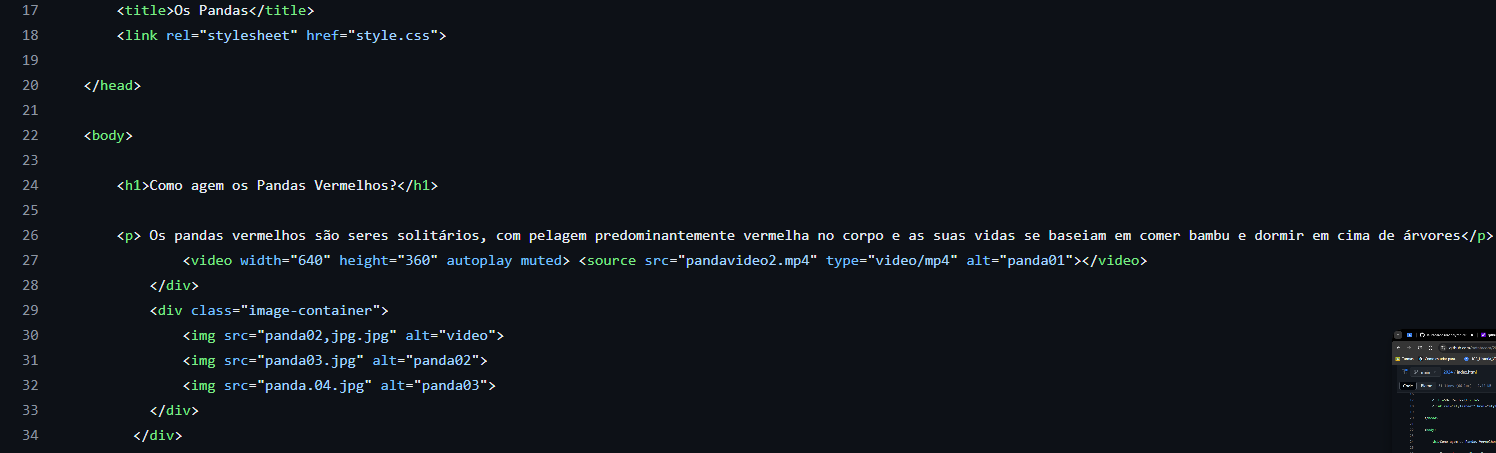 17 <title>Os Pandas</title>
18 <link rel="stylesheet" href="style.css">
19
20 </head>
21
22 <body>
23
24 <h1>Como agem os Pandas Vermelhos?</h1>
25
26 <p> Os pandas vermelhos são seres solitários, com pelagem predominantemente vermelha no corpo e as suas vidas se baseiam em comer bambu e dormir em cima de árvores</p>
27 <video width="640" height="360" autoplay muted> <source src="pandavideo2.mp4" type="video/mp4" alt="panda01"></video>
28 </div>
29 <div class="image-container">
30 <img src="panda02,jpg.jpg" alt="video">
31 <img src="panda03.jpg" alt="panda02">
32 <img src="panda.04.jpg" alt="panda03">
33 </div>
34 </div>
index.html
Code